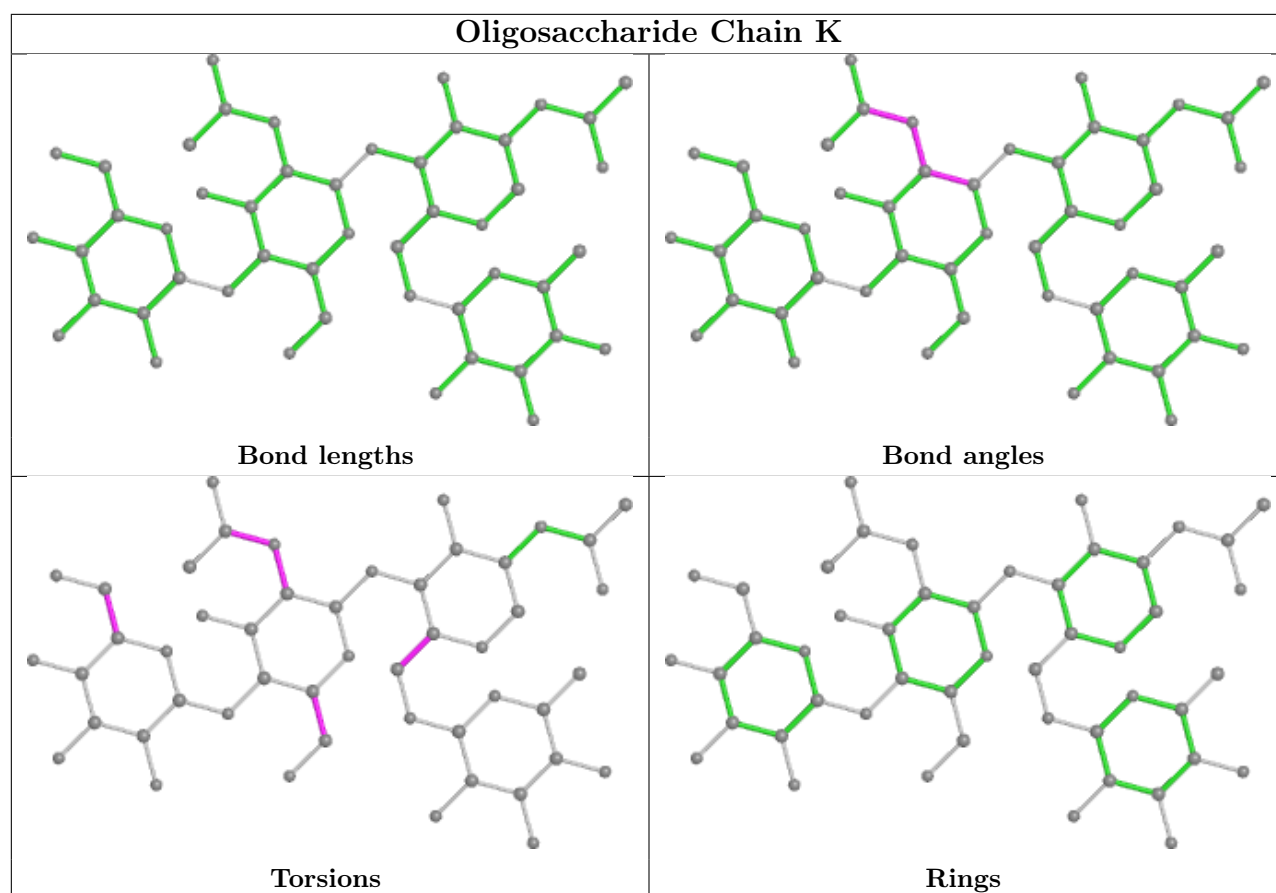 Oligosaccharide Chain K
Bond lengths
Bond angles
Torsions
Rings